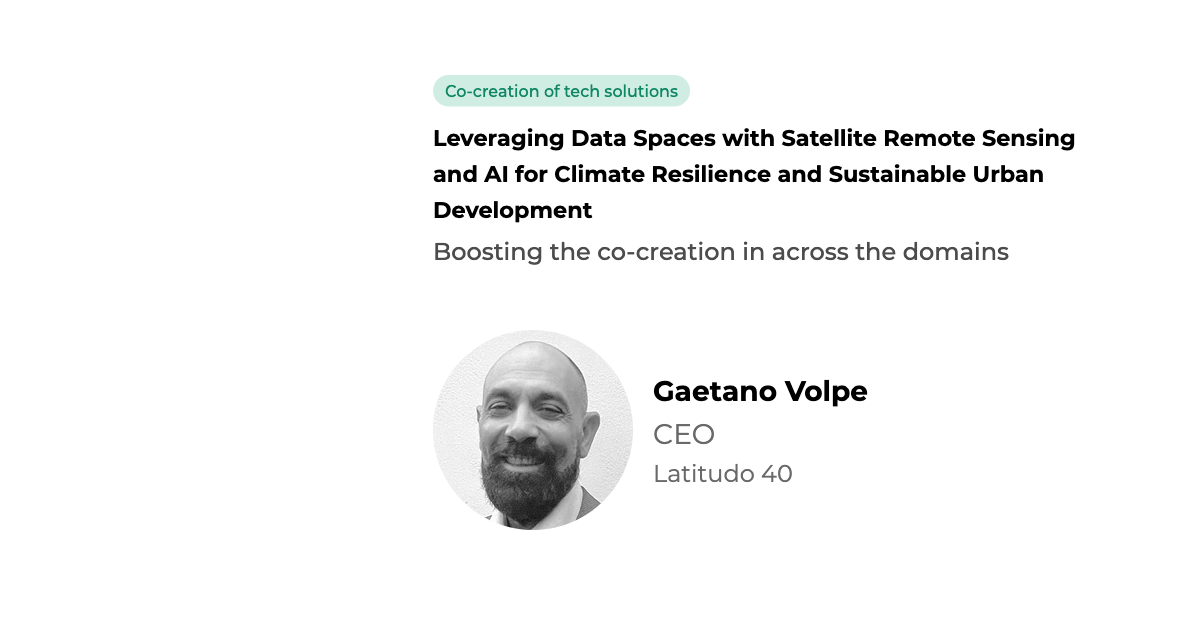 Co-creation of tech solutions
Leveraging Data Spaces with Satellite Remote Sensing
and AI for Climate Resilience and Sustainable Urban
Development
Boosting the co-creation in across the domains
Gaetano Volpe
CEO
Latitudo 40